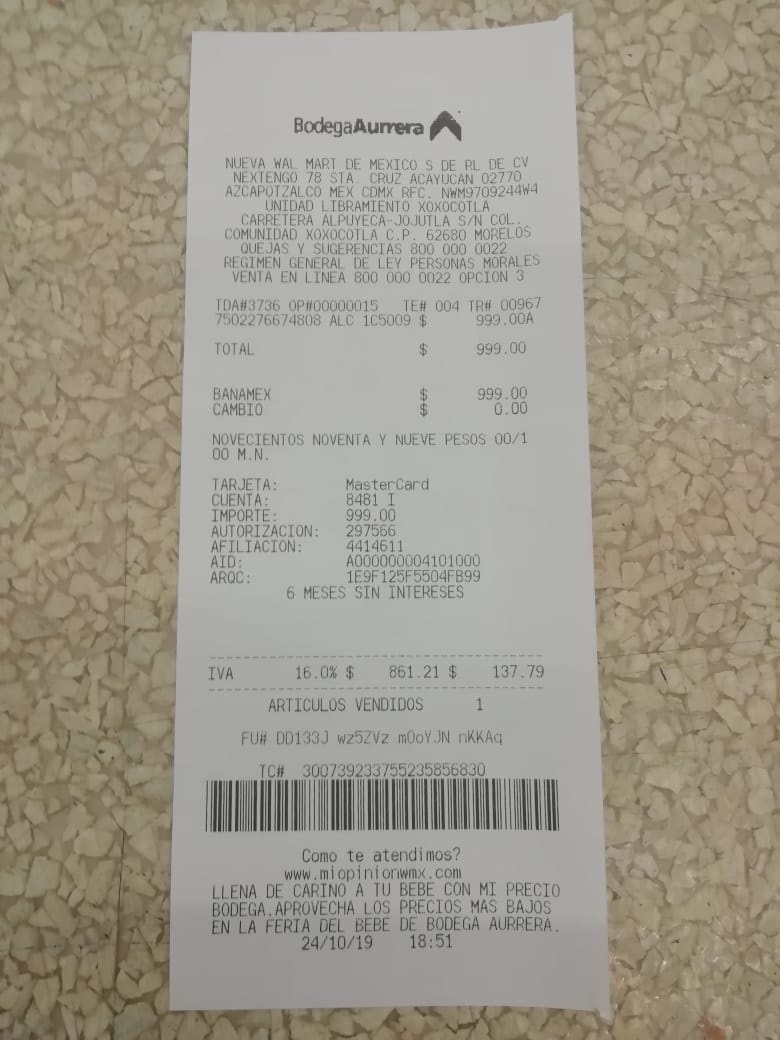 BodegaAurrera
NUEVA WAL MART DE MEXICO S DE RL DE CV
NEXTENGO 78 STA. CRUZ ACAYUCAN 02770
AZCAPOTZALCO MEX CDMX RFC. NWM9709244W4
UNIDAD LIBRAMIENTO XOXOCOTLA
CARRETERA ALPUYECA-JOJUTLA S/N COL.
COMUNIDAD XOXOCOTLA C.P. 62680 MORELOS
QUEJAS Y SUGERENCIAS 800 000 0022
REGIMEN GENERAL DE LEY PERSONAS MORALES
VENTA EN LINEA 800 000 0022 OPCION 3
TDA#3736 OP#00000015 TE# 004 TR# 00967
7502276674808 ALC 1C5009 $ 999.00A
TOTAL $ 999.00
BANAMEX $ 999.00
CAMBIO $ 0.00
NOVECIENTOS NOVENTA Y NUEVE PESOS 00/1
00 M.N.
TARJETA: MasterCard
CUENTA: 8481 I
IMPORTE: 999.00
AUTORIZACION: 297566
AFILIACION: 4414611
AID: A000000004101000
ARQC: 1E9F125F5504FB99
6 MESES SIN INTERESES
IVA 16.0% $ 861.21 $ 137.79
ARTICULOS VENDIDOS 1
FU# DD133J wz5ZVz mOoYJN nKKAq
TC# 300739233755235856830
Como te atendimos?
www.miopinionwmx.com
LLENA DE CARINO A TU BEBE CON MI PRECIO
BODEGA.APROVECHA LOS PRECIOS MAS BAJOS
EN LA FERIA DEL BEBE DE BODEGA AURRERA.
24/10/19 18:51